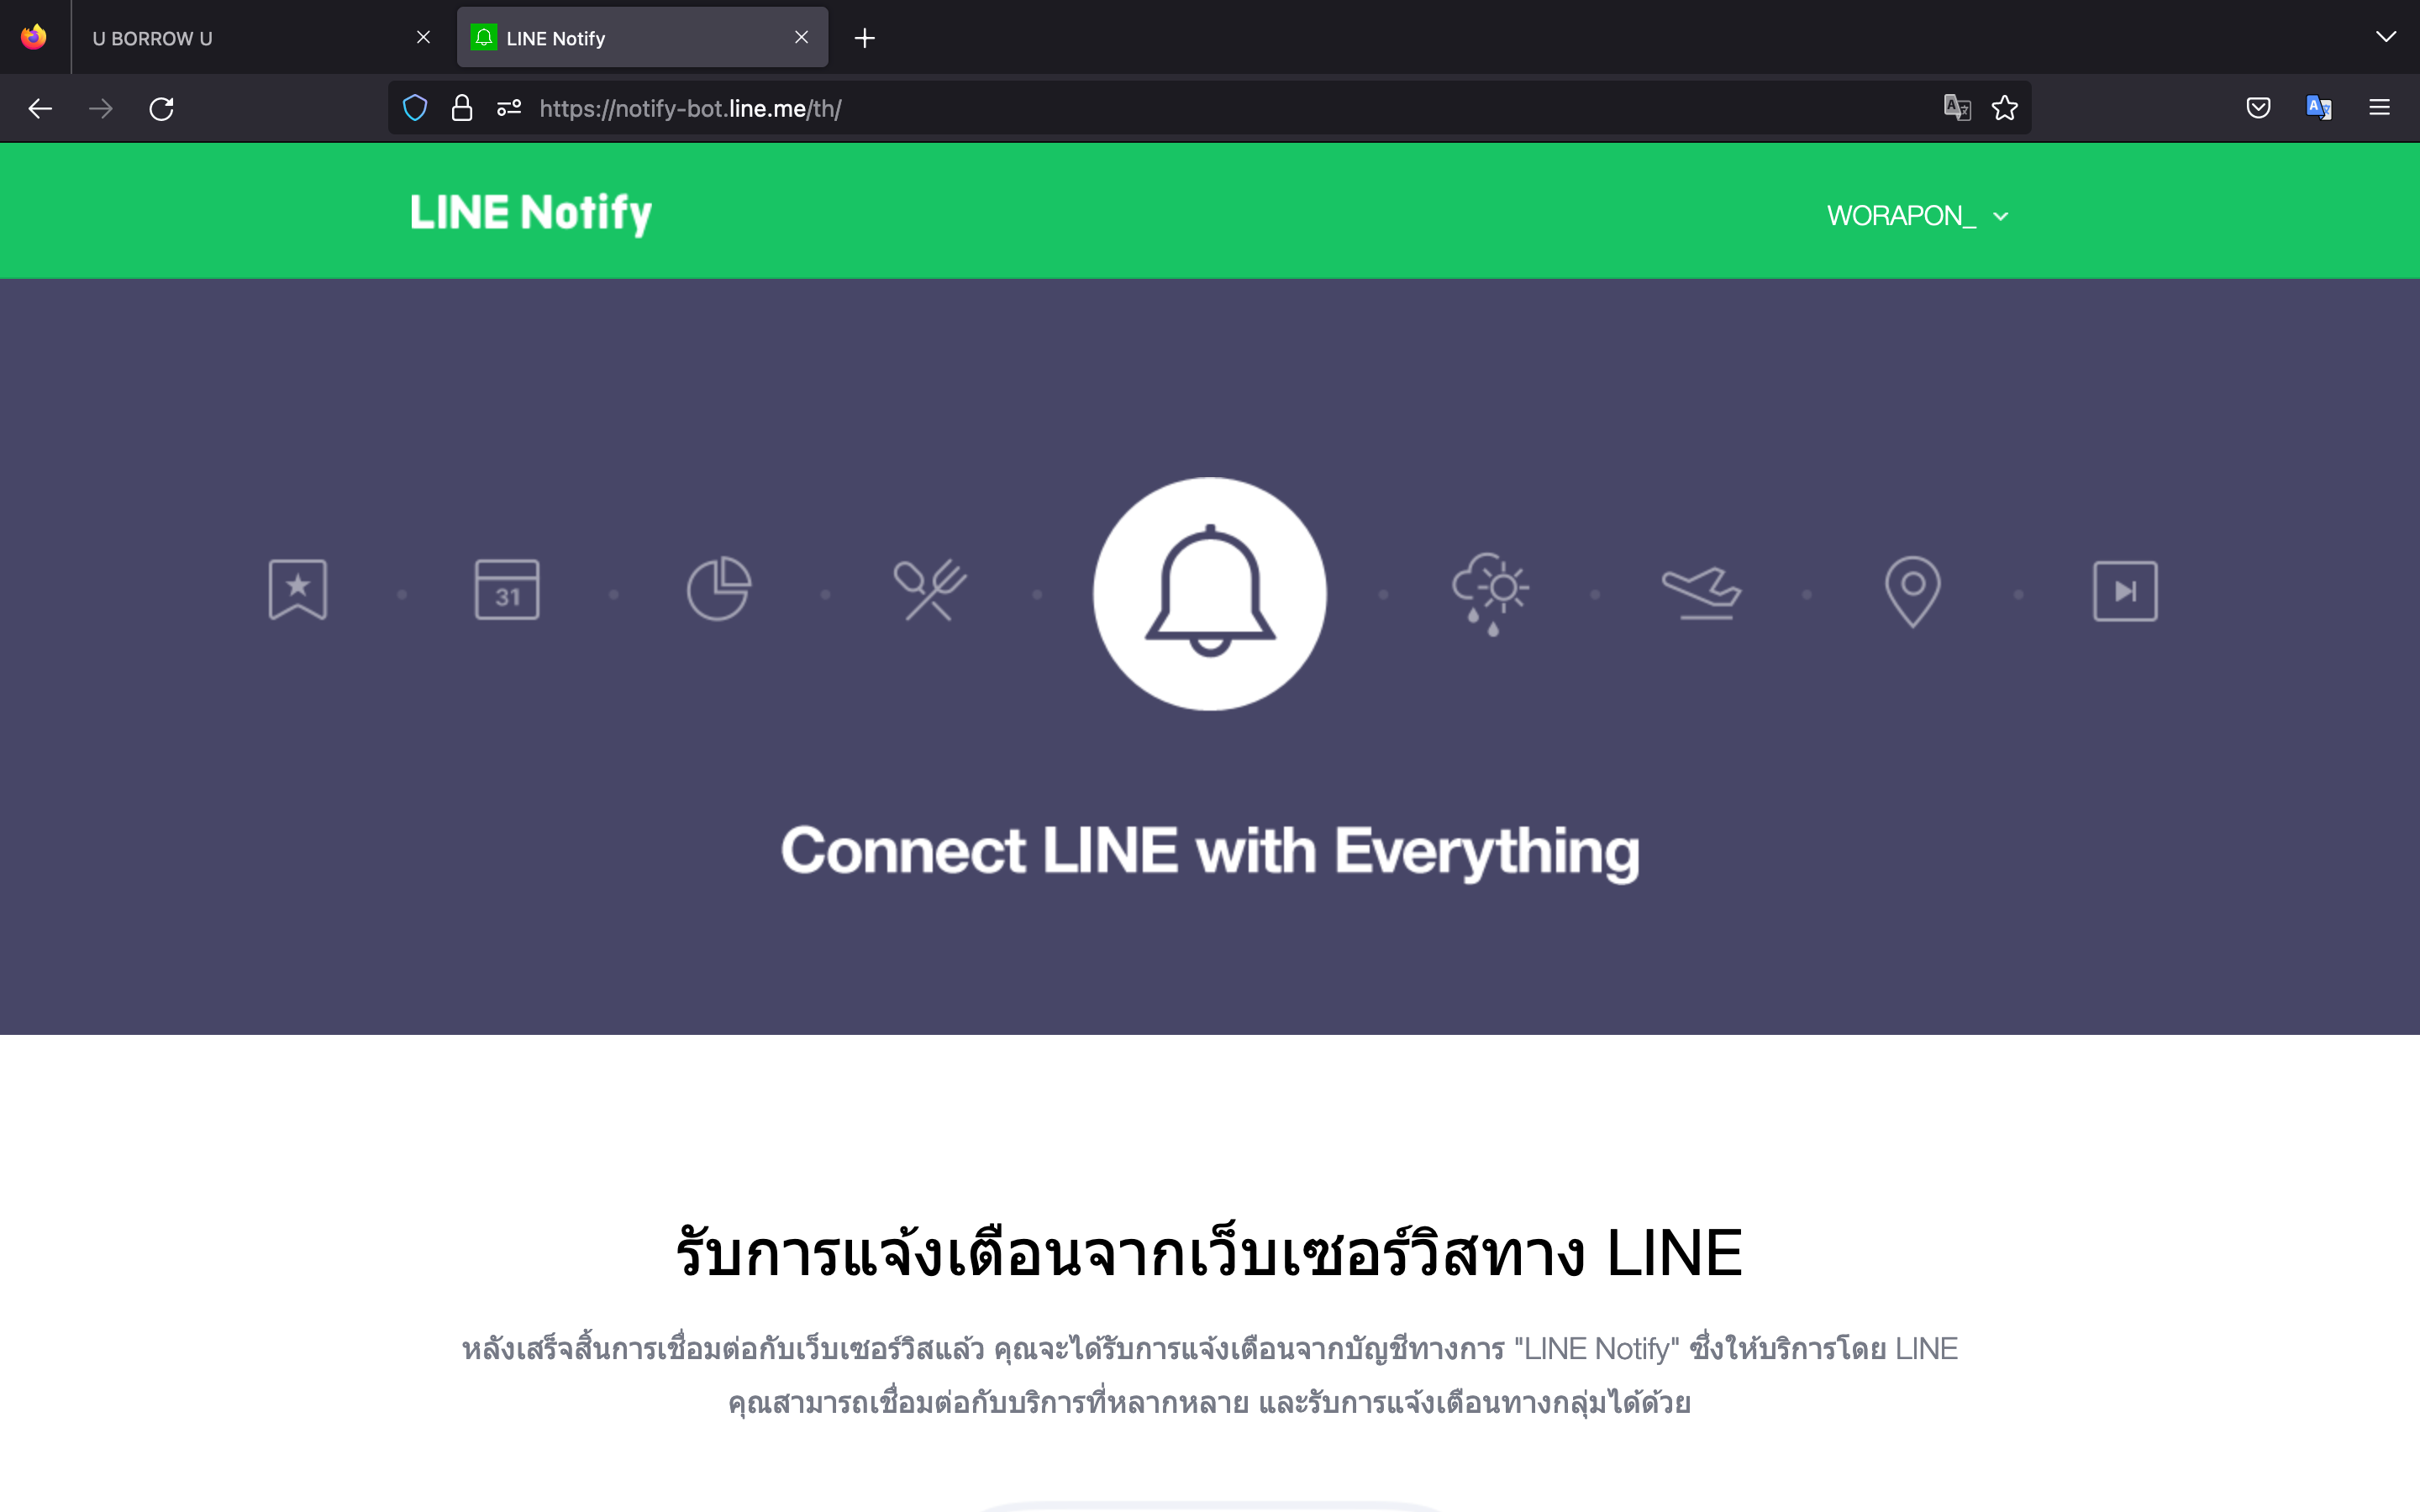 U BORROW U
LINE Notify
https://notify-bot.line.me/th/
LINE Notify
WORAPON_
31
Connect LINE with Everything
รับการแจ้งเตือนจากเว็บเซอร์วิสทาง LINE
หลังเสร็จสิ้นการเชื่อมต่อกับเว็บเซอร์วิสแล้ว คุณจะได้รับการแจ้งเตือนจากบัญชีทางการ "LINE Notify" ซึ่งให้บริการโดย LINE
คุณสามารถเชื่อมต่อกับบริการที่หลากหลาย และรับการแจ้งเตือนทางกลุ่มได้ด้วย